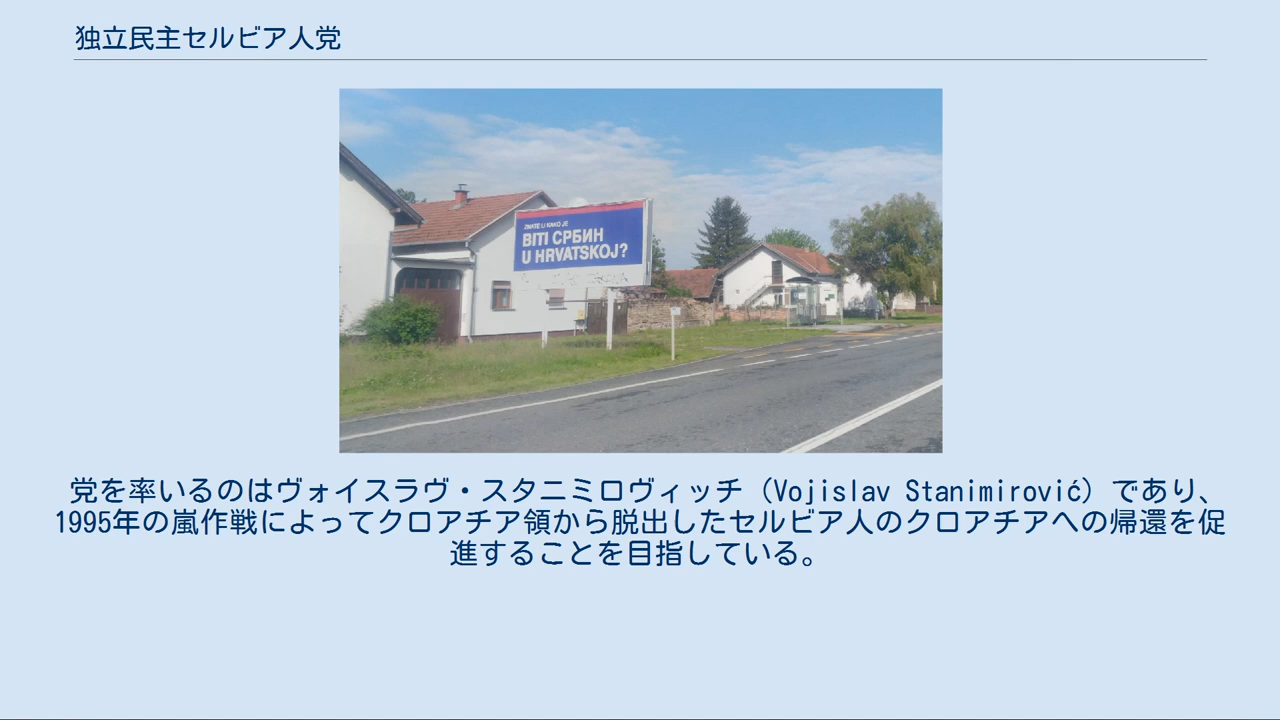 独立民主セルビア人党
ZNATE LI KAKO JE
BITI СРБИН
U HRVATSKOJ?
党を率いるのはヴォイスラヴ・スタニミロヴィッチ（Vojislav Stanimirović）であり、
1995年の嵐作戦によってクロアチア領から脱出したセルビア人のクロアチアへの帰還を促
進することを目指している。